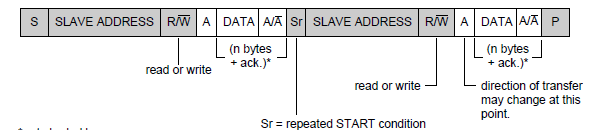 S SLAVE ADDRESS R/W̅ A DATA A/A̅ Sr SLAVE ADDRESS R/W̅ A DATA A/A̅ P
(n bytes
+ ack.)*
(n bytes
+ ack.)*
read or write
read or write
direction of transfer
may change at this
point.
Sr = repeated START condition